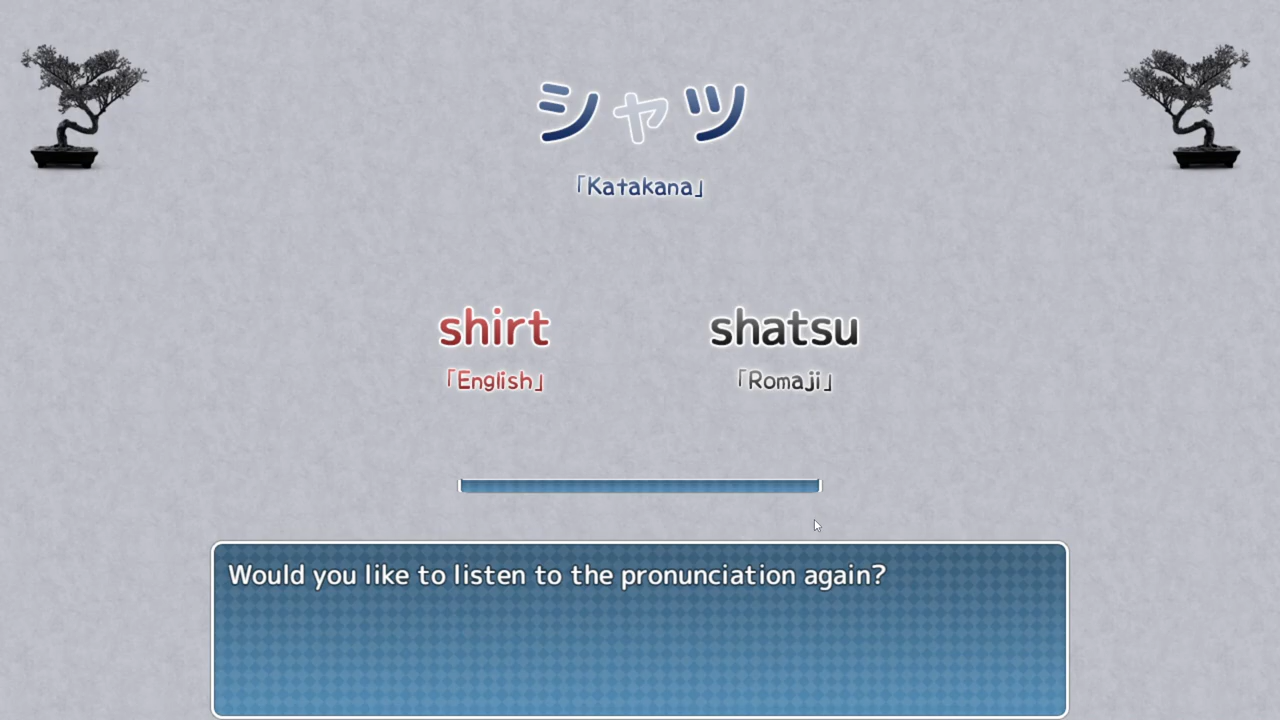 シャツ
「Katakana」
shirt
shatsu
「English」
「Romaji」
Would you like to listen to the pronunciation again?